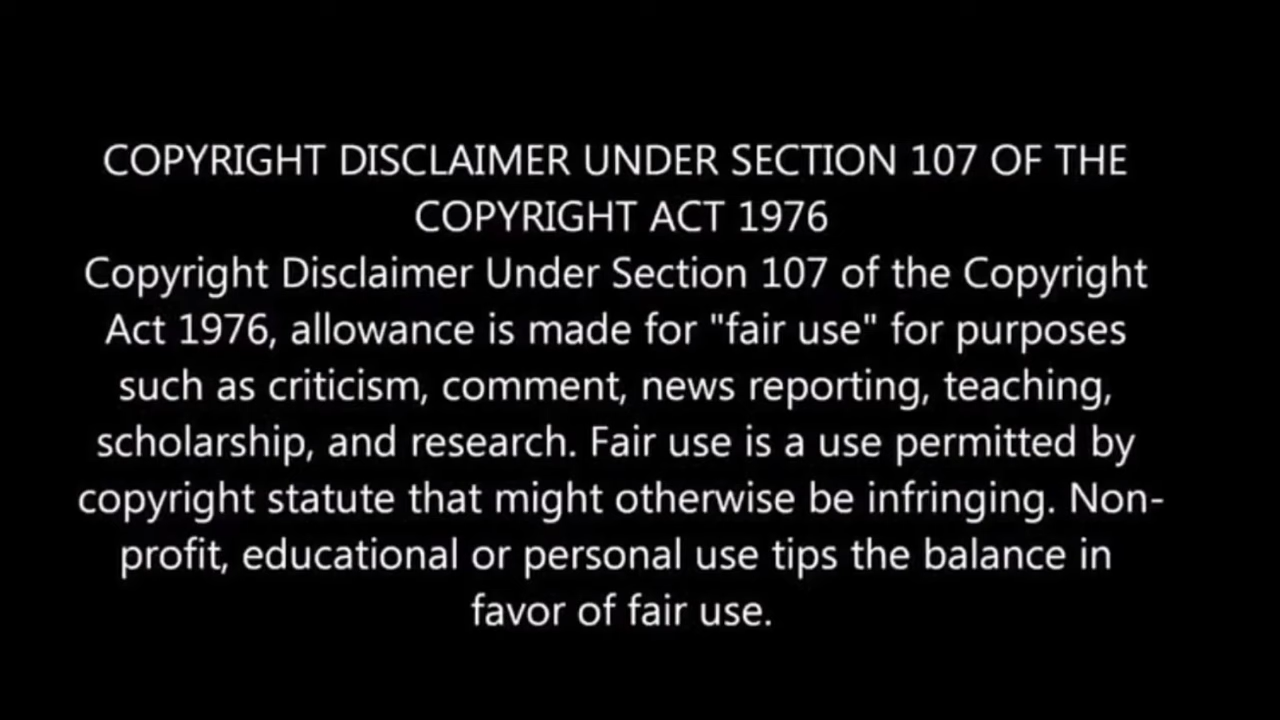 COPYRIGHT DISCLAIMER UNDER SECTION 107 OF THE
COPYRIGHT ACT 1976
Copyright Disclaimer Under Section 107 of the Copyright
Act 1976, allowance is made for "fair use" for purposes
such as criticism, comment, news reporting, teaching,
scholarship, and research. Fair use is a use permitted by
copyright statute that might otherwise be infringing. Non-
profit, educational or personal use tips the balance in
favor of fair use.